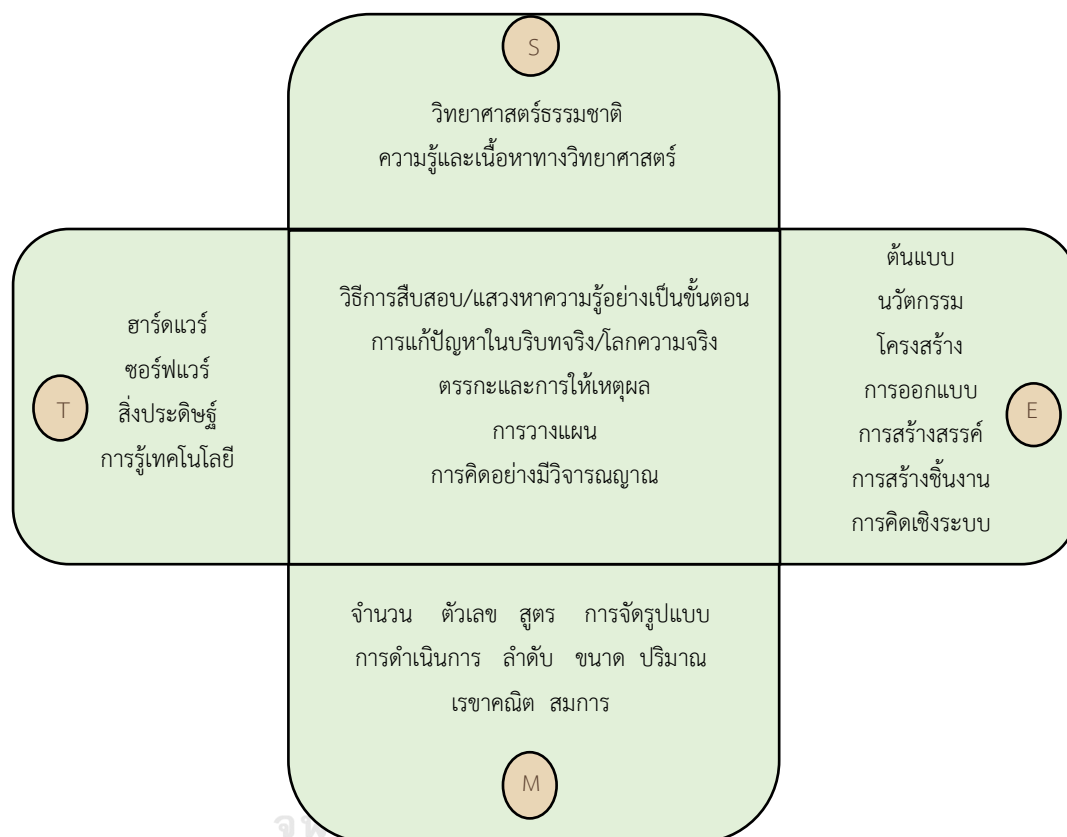 S
วิทยาศาสตร์ธรรมชาติ
ความรู้และเนื้อหาทางวิทยาศาสตร์
T
ฮาร์ดแวร์
ซอร์ฟแวร์
สิ่งประดิษฐ์
การรู้เทคโนโลยี
วิธีการสืบสอบ/แสวงหาความรู้อย่างเป็นขั้นตอน
การแก้ปัญหาในบริบทจริง/โลกความจริง
ตรรกะและการให้เหตุผล
การวางแผน
การคิดอย่างมีวิจารณญาณ
ต้นแบบ
นวัตกรรม
โครงสร้าง
การออกแบบ
การสร้างสรรค์
การสร้างชิ้นงาน
การคิดเชิงระบบ
E
จำนวน ตัวเลข สูตร การจัดรูปแบบ
การดำเนินการ ลำดับ ขนาด ปริมาณ
เรขาคณิต สมการ
M